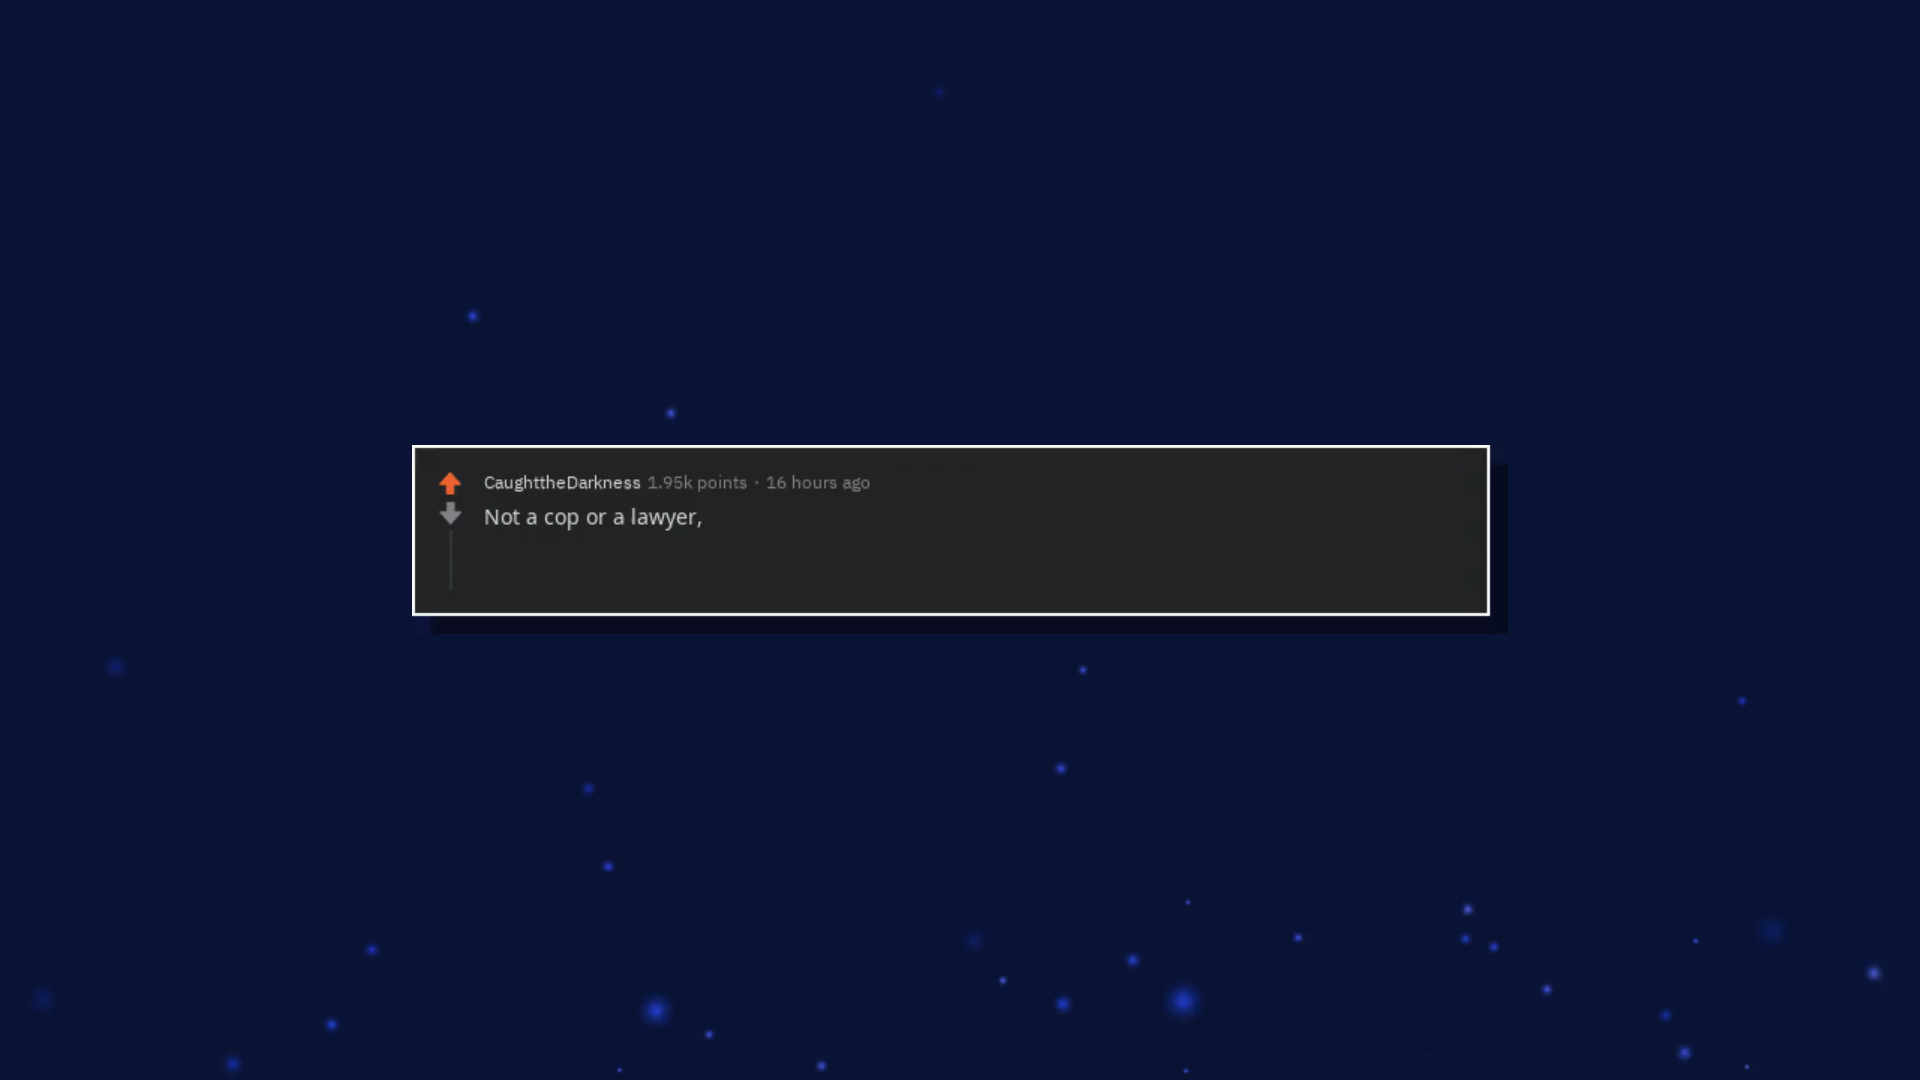 CaughttheDarkness 1.95k points · 16 hours ago
Not a cop or a lawyer,